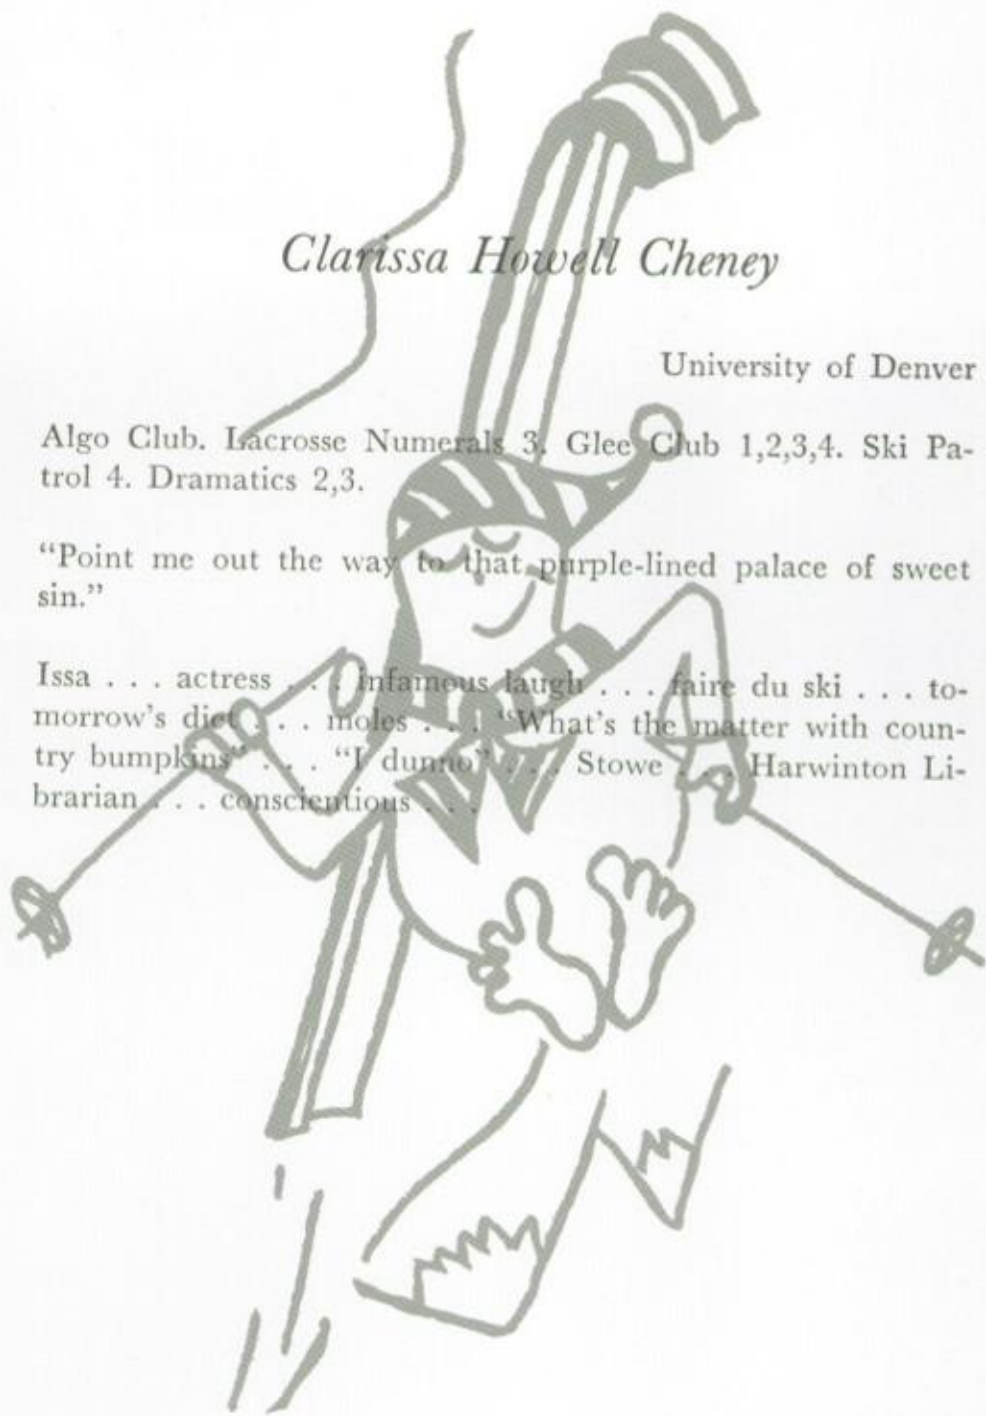 Clarissa Howell Cheney
University of Denver
Algo Club. Lacrosse Numerals 3. Glee Club 1,2,3,4. Ski Pa-
trol 4. Dramatics 2,3.
“Point me out the way to that purple-lined palace of sweet
sin.”
Issa . . . actress . . . infamous laugh . . . faire du ski . . . to-
morrow's diet . . . moles . . . “What's the matter with coun-
try bumpkins” . . . “I dunno” . . . Stowe . . . Harwinton Li-
brarian . . . conscientious . . .